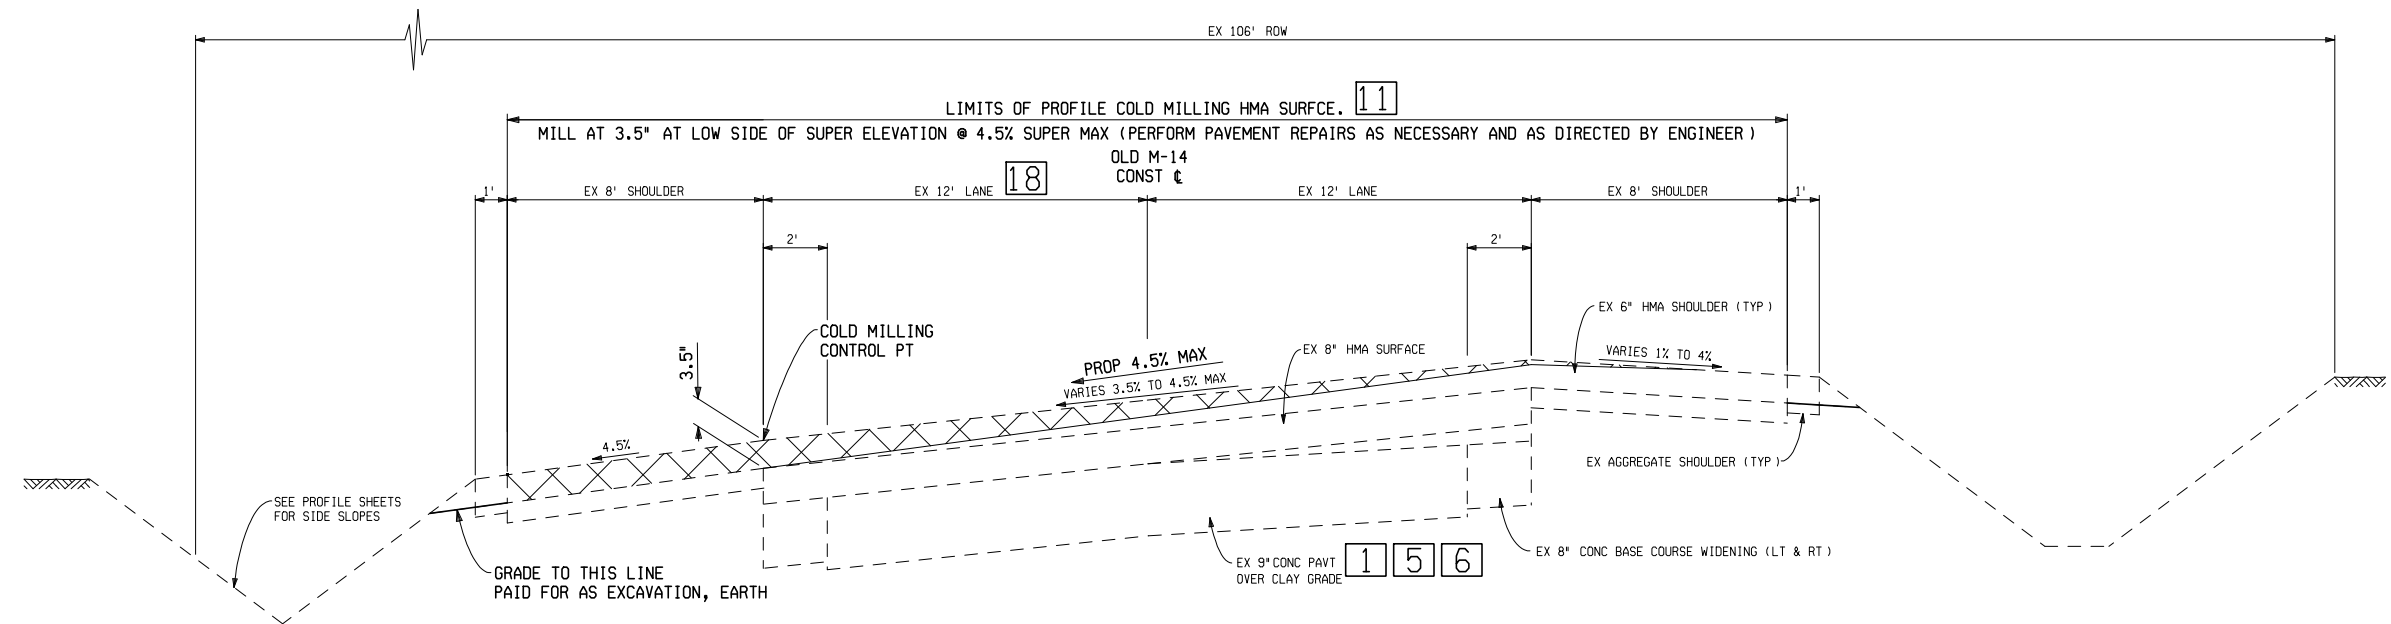 EX 106' ROW
LIMITS OF PROFILE COLD MILLING HMA SURFCE. 11
MILL AT 3.5" AT LOW SIDE OF SUPER ELEVATION @ 4.5% SUPER MAX (PERFORM PAVEMENT REPAIRS AS NECESSARY AND AS DIRECTED BY ENGINEER)
OLD M-14
CONST ℄
1'
EX 8' SHOULDER
EX 12' LANE 18
EX 12' LANE
EX 8' SHOULDER
1'
2'
2'
EX 6" HMA SHOULDER (TYP)
COLD MILLING
CONTROL PT
3.5"
PROP 4.5% MAX
VARIES 3.5% TO 4.5% MAX
EX 8" HMA SURFACE
VARIES 1% TO 4%
4.5%
EX AGGREGATE SHOULDER (TYP)
SEE PROFILE SHEETS
FOR SIDE SLOPES
GRADE TO THIS LINE
PAID FOR AS EXCAVATION, EARTH
EX 9"CONC PAVT
OVER CLAY GRADE
1 5 6
EX 8" CONC BASE COURSE WIDENING (LT & RT)